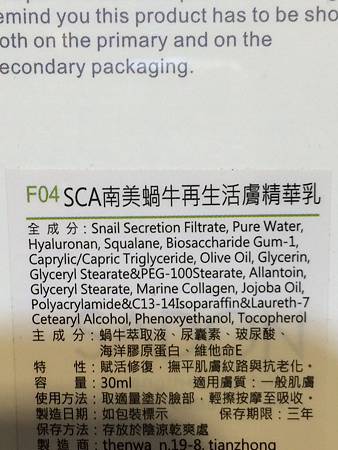 emind you this product has to be sho
oth on the primary and on the
econdary packaging.
F04 SCA南美蝸牛再生活膚精華乳
全 成 分:Snail Secretion Filtrate, Pure Water,
Hyaluronan, Squalane, Biosaccharide Gum-1,
Caprylic/Capric Triglyceride, Olive Oil, Glycerin,
Glyceryl Stearate&PEG-100Stearate, Allantoin,
Glyceryl Stearate, Marine Collagen, Jojoba Oil,
Polyacrylamide&C13-14Isoparaffin&Laureth-7
Cetearyl Alcohol, Phenoxyethanol, Tocopherol
主 成 分:蝸牛萃取液、尿囊素、玻尿酸、
海洋膠原蛋白、維他命E
特 性:賦活修復,撫平肌膚紋路與抗老化。
容 量:30ml 適用膚質:一般肌膚
使用方法:取適量塗於臉部,輕擦按摩至吸收。
製造日期:如包裝標示 保存期限:三年
保存方法:存放於陰涼乾爽處
製 造 商:thenwa n.19-8, tianzhong